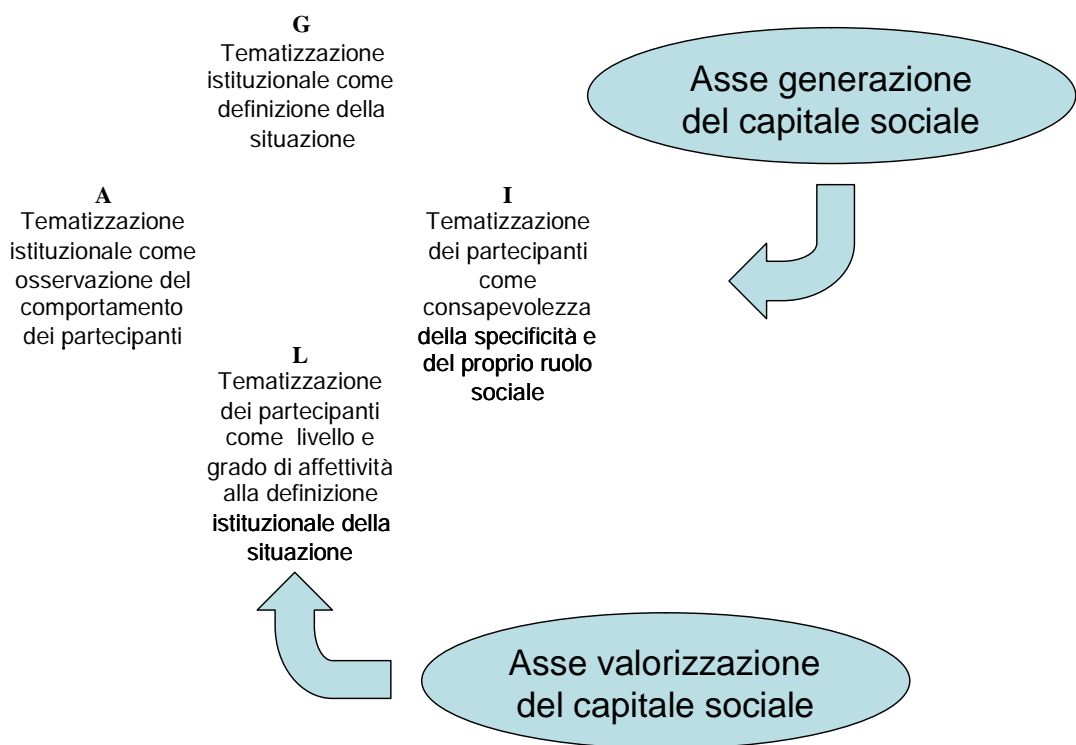 G
Tematizzazione
istituzionale come
definizione della
situazione
Asse generazione
del capitale sociale
A
Tematizzazione
istituzionale come
osservazione del
comportamento
dei partecipanti
I
Tematizzazione
dei partecipanti
come
consapevolezza
della specificità e
del proprio ruolo
sociale
L
Tematizzazione
dei partecipanti
come livello e
grado di affettività
alla definizione
istituzionale della
situazione
Asse valorizzazione
del capitale sociale